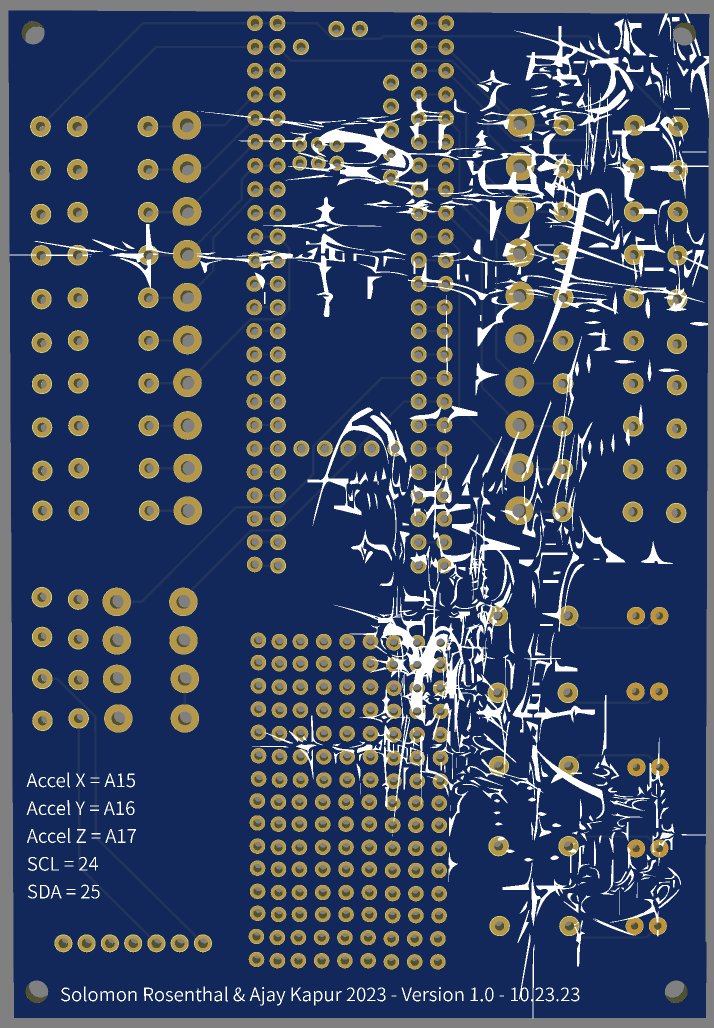 Accel X = A15
Accel Y = A16
Accel Z = A17
SCL = 24
SDA = 25
Solomon Rosenthal & Ajay Kapur 2023 - Version 1.0 - 10.23.23